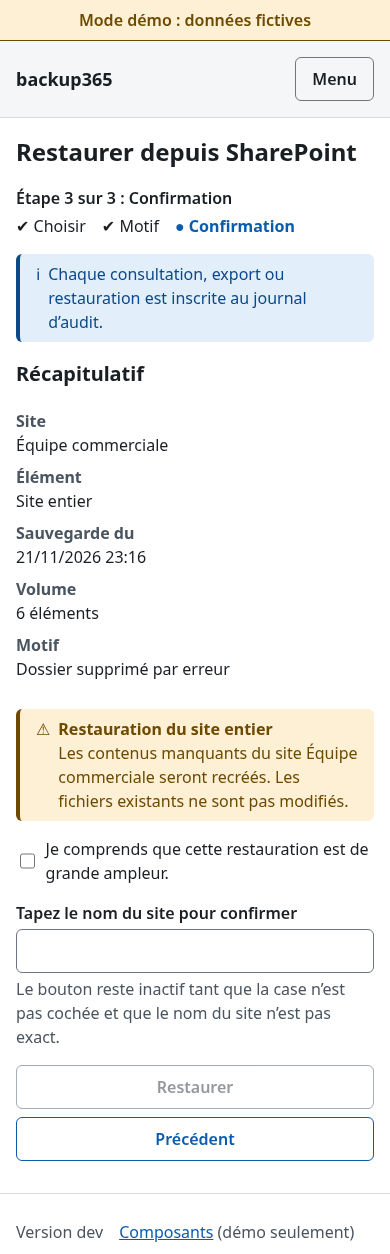 Mode démo : données fictives
backup365
Menu
Restaurer depuis SharePoint
Étape 3 sur 3 : Confirmation
✔ Choisir ✔ Motif ● Confirmation
i Chaque consultation, export ou
restauration est inscrite au journal
d’audit.
Récapitulatif
Site
Équipe commerciale
Élément
Site entier
Sauvegarde du
21/11/2026 23:16
Volume
6 éléments
Motif
Dossier supprimé par erreur
⚠ Restauration du site entier
Les contenus manquants du site Équipe
commerciale seront recréés. Les
fichiers existants ne sont pas modifiés.
Je comprends que cette restauration est de
grande ampleur.
Tapez le nom du site pour confirmer
Le bouton reste inactif tant que la case n’est
pas cochée et que le nom du site n’est pas
exact.
Restaurer
Précédent
Version dev Composants (démo seulement)